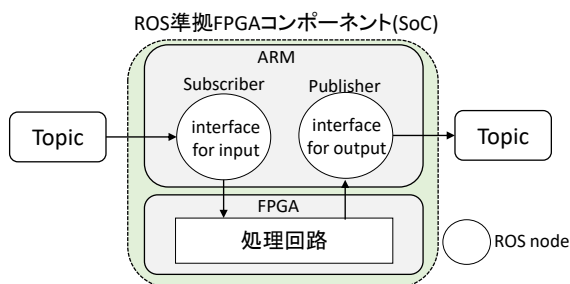 ROS準拠FPGAコンポーネント(SoC)
ARM
Subscriber
Publisher
Topic
interface
for input
interface
for output
Topic
FPGA
処理回路
ROS node